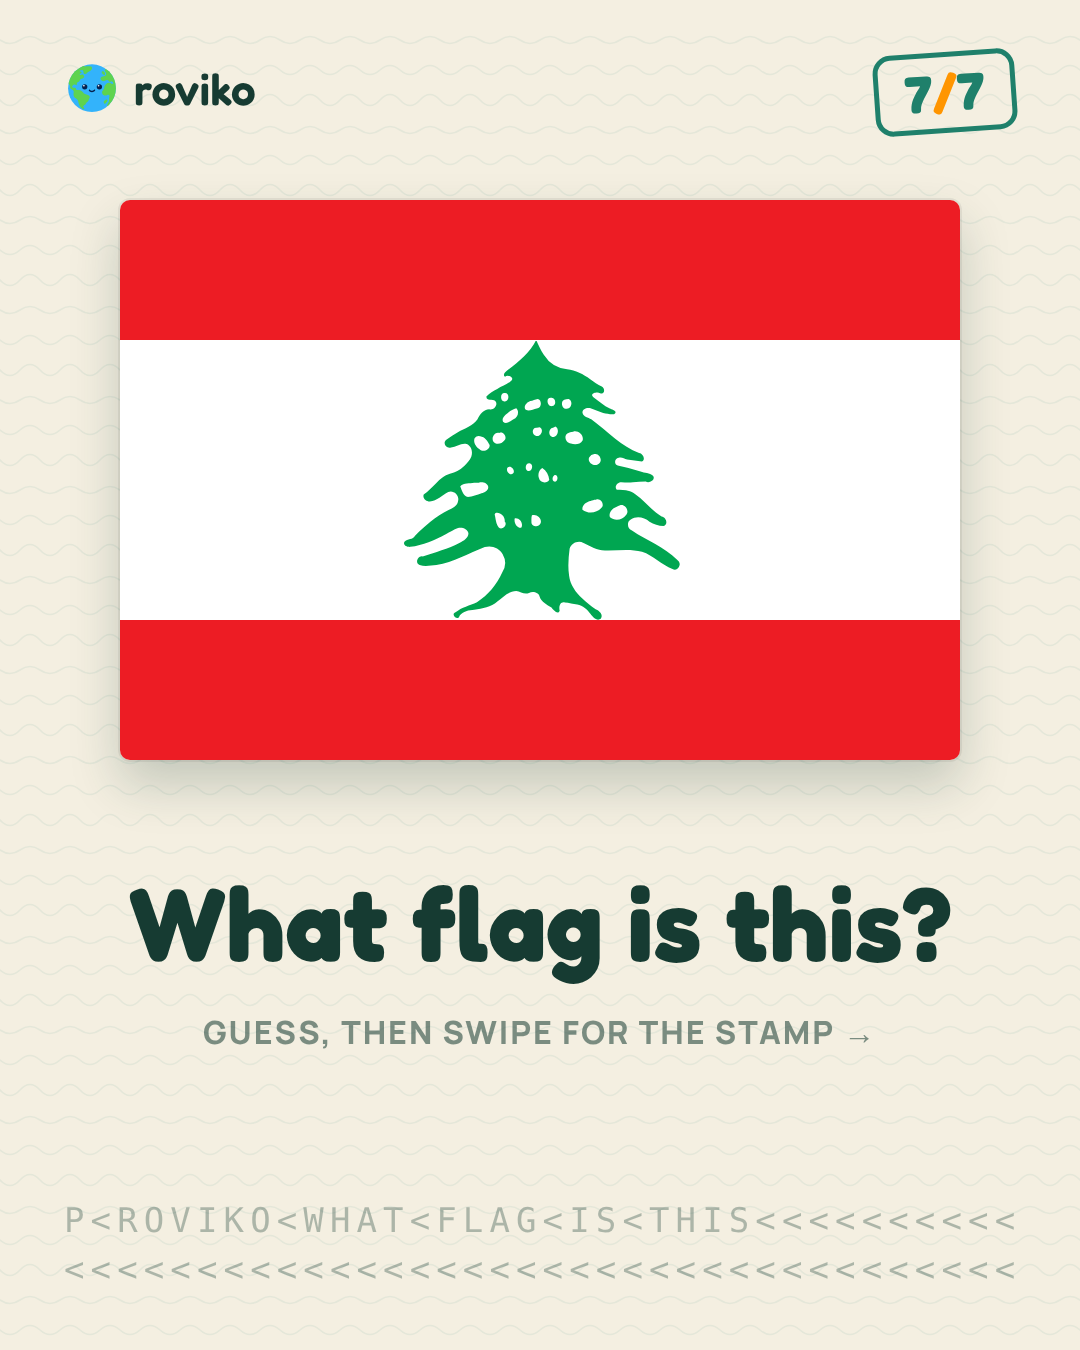 roviko
7/7
What flag is this?
GUESS, THEN SWIPE FOR THE STAMP →
P<ROVIKO<WHAT<FLAG<IS<THIS<<<<<<<<<<
<<<<<<<<<<<<<<<<<<<<<<<<<<<<<<<<<<<<